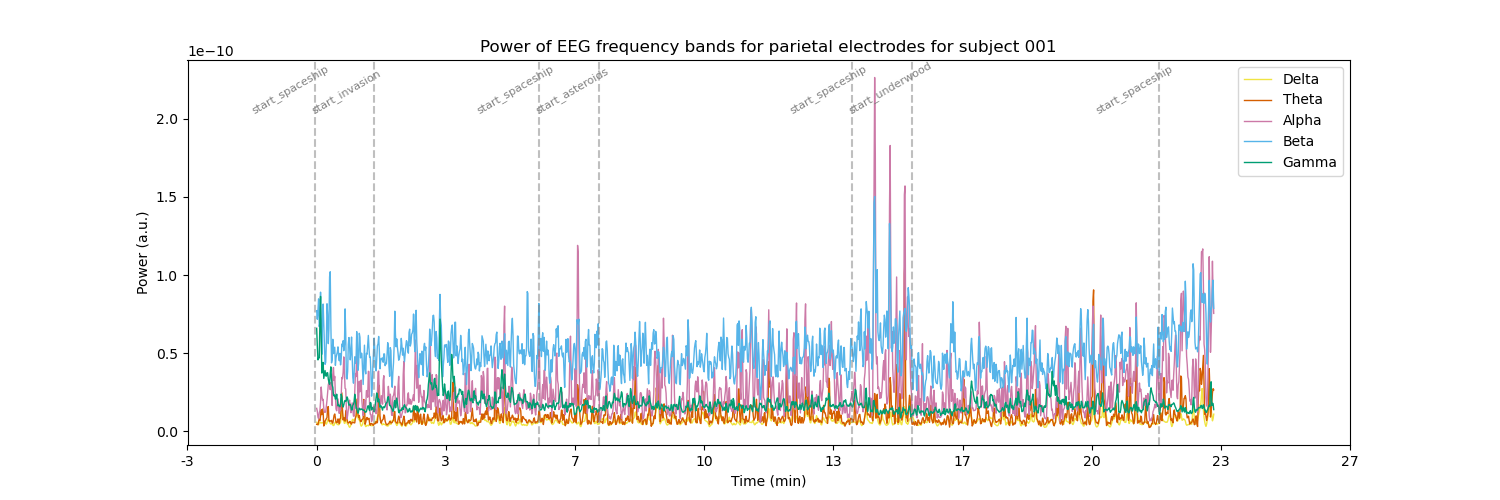 Power of EEG frequency bands for parietal electrodes for subject 001
1e−10
start_spaceship
start_invasion
start_spaceship
start_asteroids
start_spaceship
start_underwood
start_spaceship
Delta
Theta
Alpha
Beta
Gamma
2.0
1.5
1.0
0.5
0.0
Power (a.u.)
-3 0 3 7 10 13 17 20 23 27
Time (min)